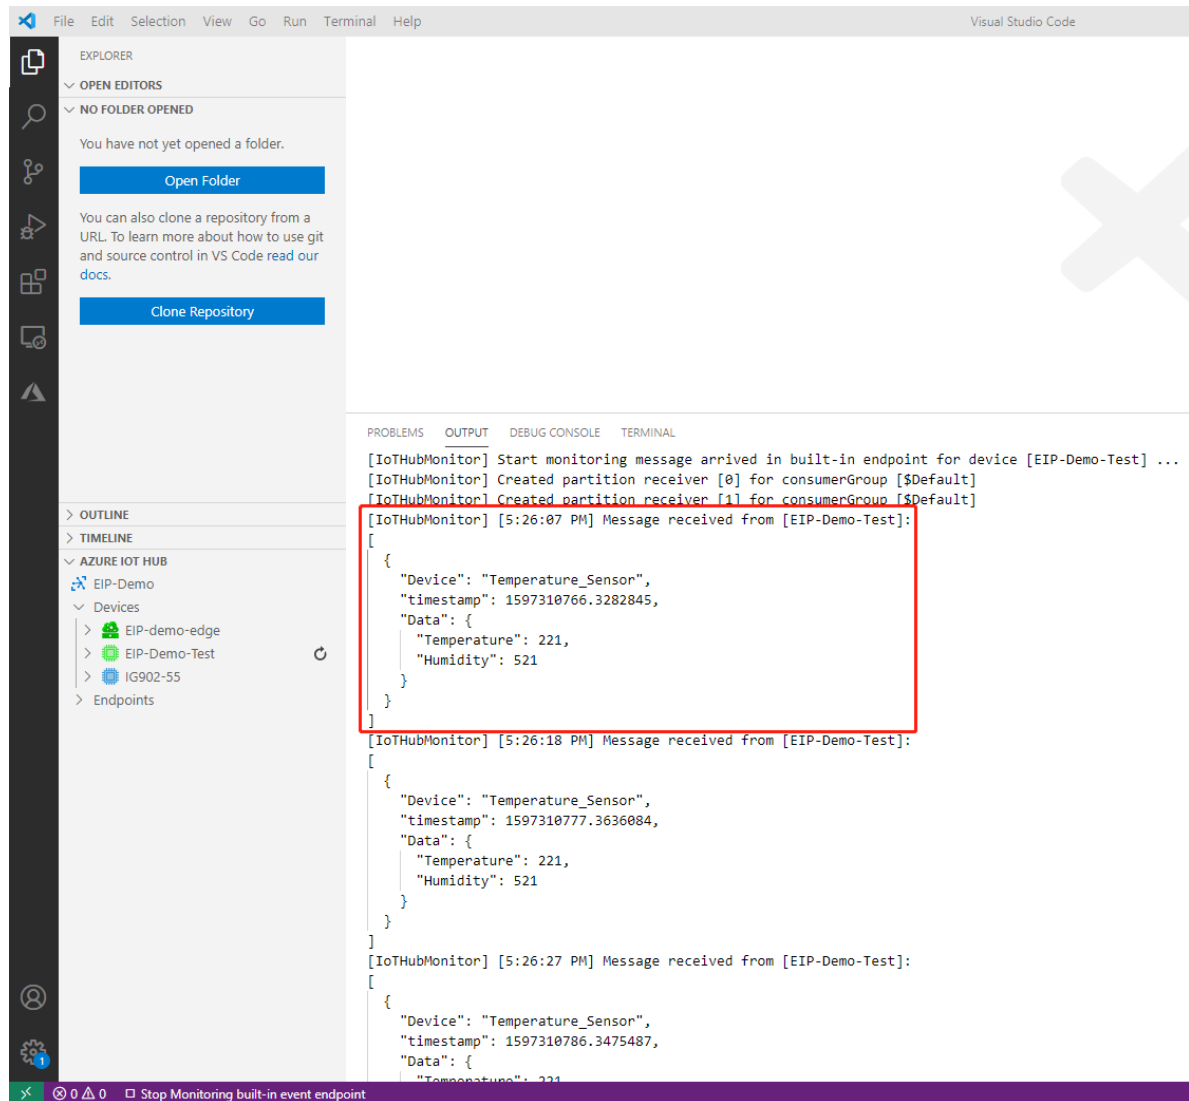 File Edit Selection View Go Run Terminal Help Visual Studio Code
EXPLORER
OPEN EDITORS
NO FOLDER OPENED
You have not yet opened a folder.
Open Folder
You can also clone a repository from a
URL. To learn more about how to use git
and source control in VS Code read our
docs.
Clone Repository
OUTLINE
TIMELINE
AZURE IOT HUB
EIP-Demo
Devices
EIP-demo-edge
EIP-Demo-Test
IG902-55
Endpoints
PROBLEMS OUTPUT DEBUG CONSOLE TERMINAL
[IoTHubMonitor] Start monitoring message arrived in built-in endpoint for device [EIP-Demo-Test] ...
[IoTHubMonitor] Created partition receiver [0] for consumerGroup [$Default]
[IoTHubMonitor] Created partition receiver [1] for consumerGroup [$Default]
[IoTHubMonitor] [5:26:07 PM] Message received from [EIP-Demo-Test]:
[
{
"Device": "Temperature_Sensor",
"timestamp": 1597310766.3282845,
"Data": {
"Temperature": 221,
"Humidity": 521
}
}
]
[IoTHubMonitor] [5:26:18 PM] Message received from [EIP-Demo-Test]:
[
{
"Device": "Temperature_Sensor",
"timestamp": 1597310777.3636084,
"Data": {
"Temperature": 221,
"Humidity": 521
}
}
]
[IoTHubMonitor] [5:26:27 PM] Message received from [EIP-Demo-Test]:
[
{
"Device": "Temperature_Sensor",
"timestamp": 1597310786.3475487,
"Data": {
"Temperature": 221
1
0 0 Stop Monitoring built-in event endpoint